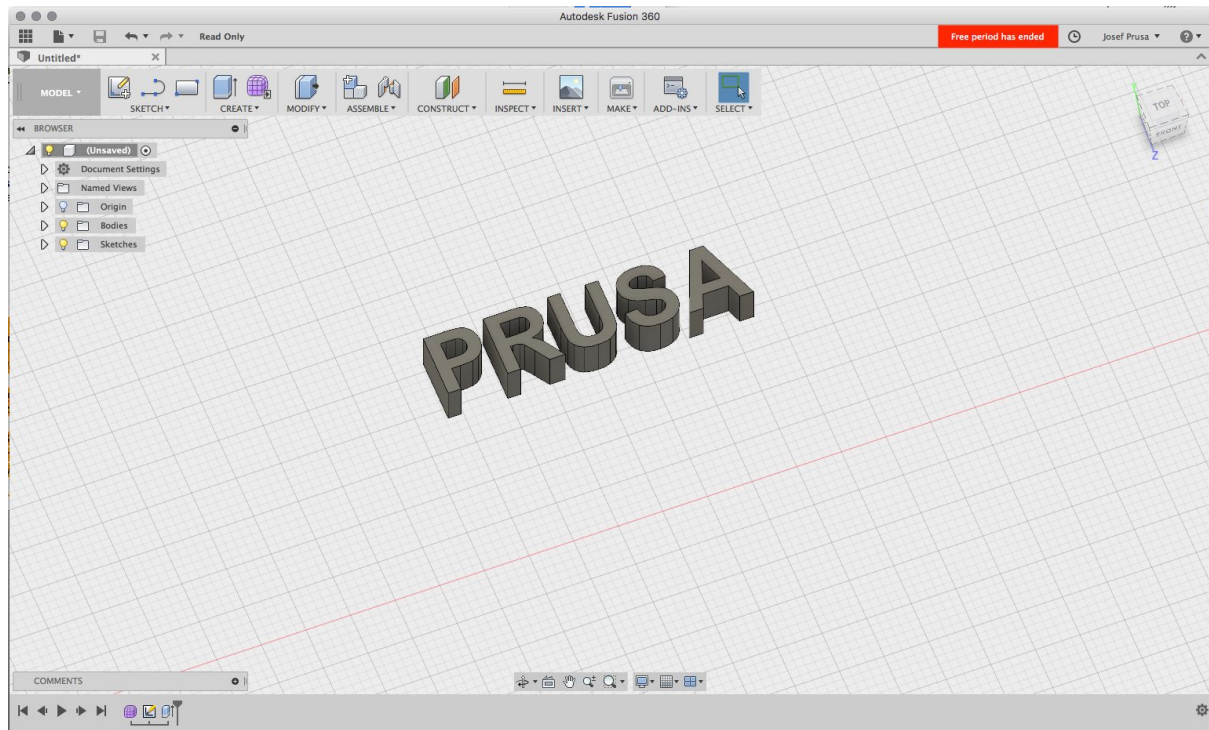 Autodesk Fusion 360
Read Only
Free period has ended
Josef Prusa
Untitled*
MODEL
SKETCH
CREATE
MODIFY
ASSEMBLE
CONSTRUCT
INSPECT
INSERT
MAKE
ADD-INS
SELECT
BROWSER
(Unsaved)
Document Settings
Named Views
Origin
Bodies
Sketches
TOP
FRONT
Z
PRUSA
COMMENTS